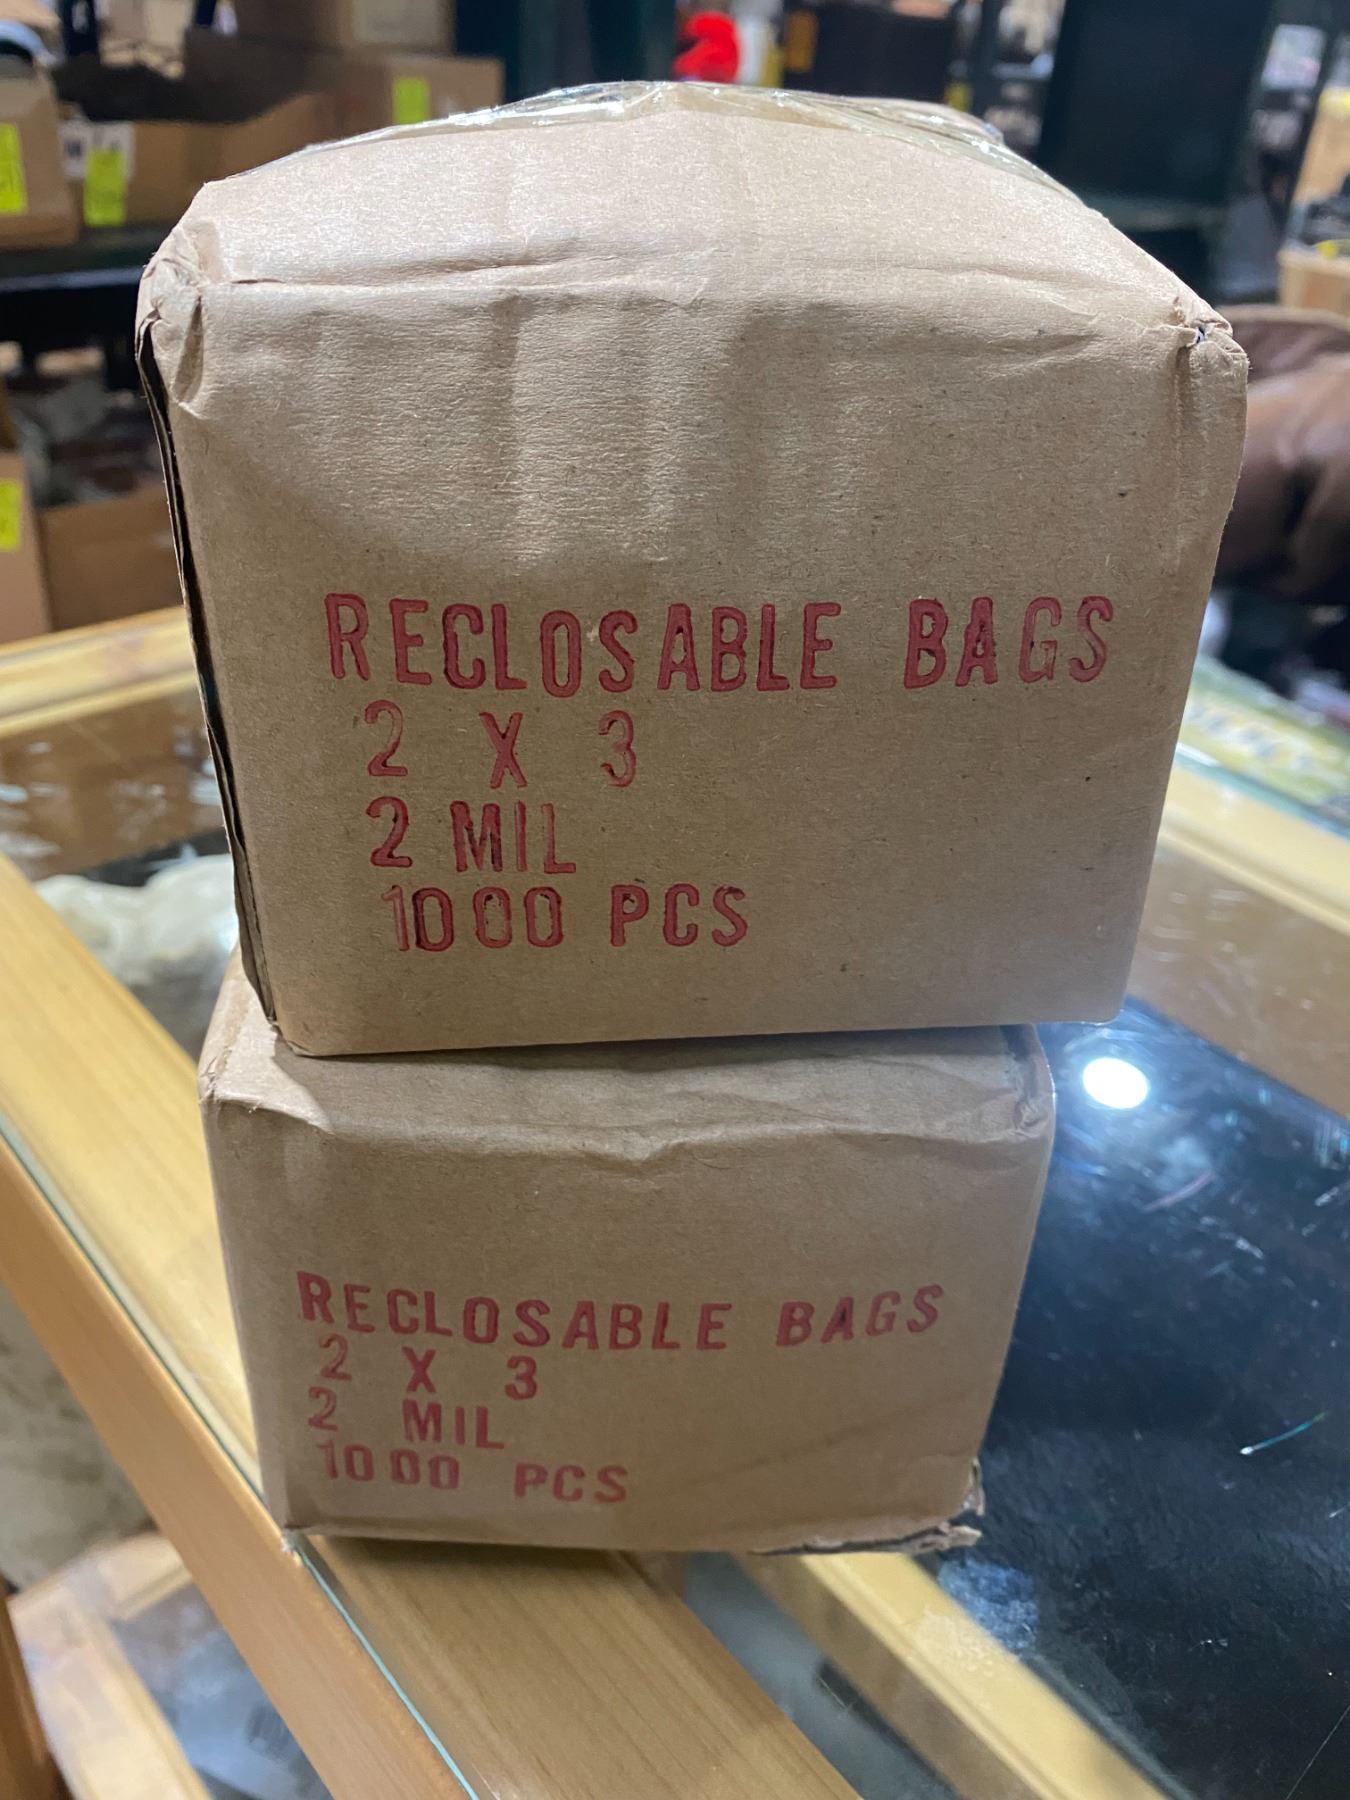 RECLOSABLE BAGS
2 X 3
2 MIL
1000 PCS
RECLOSABLE BAGS
2 X 3
2 MIL
1000 PCS